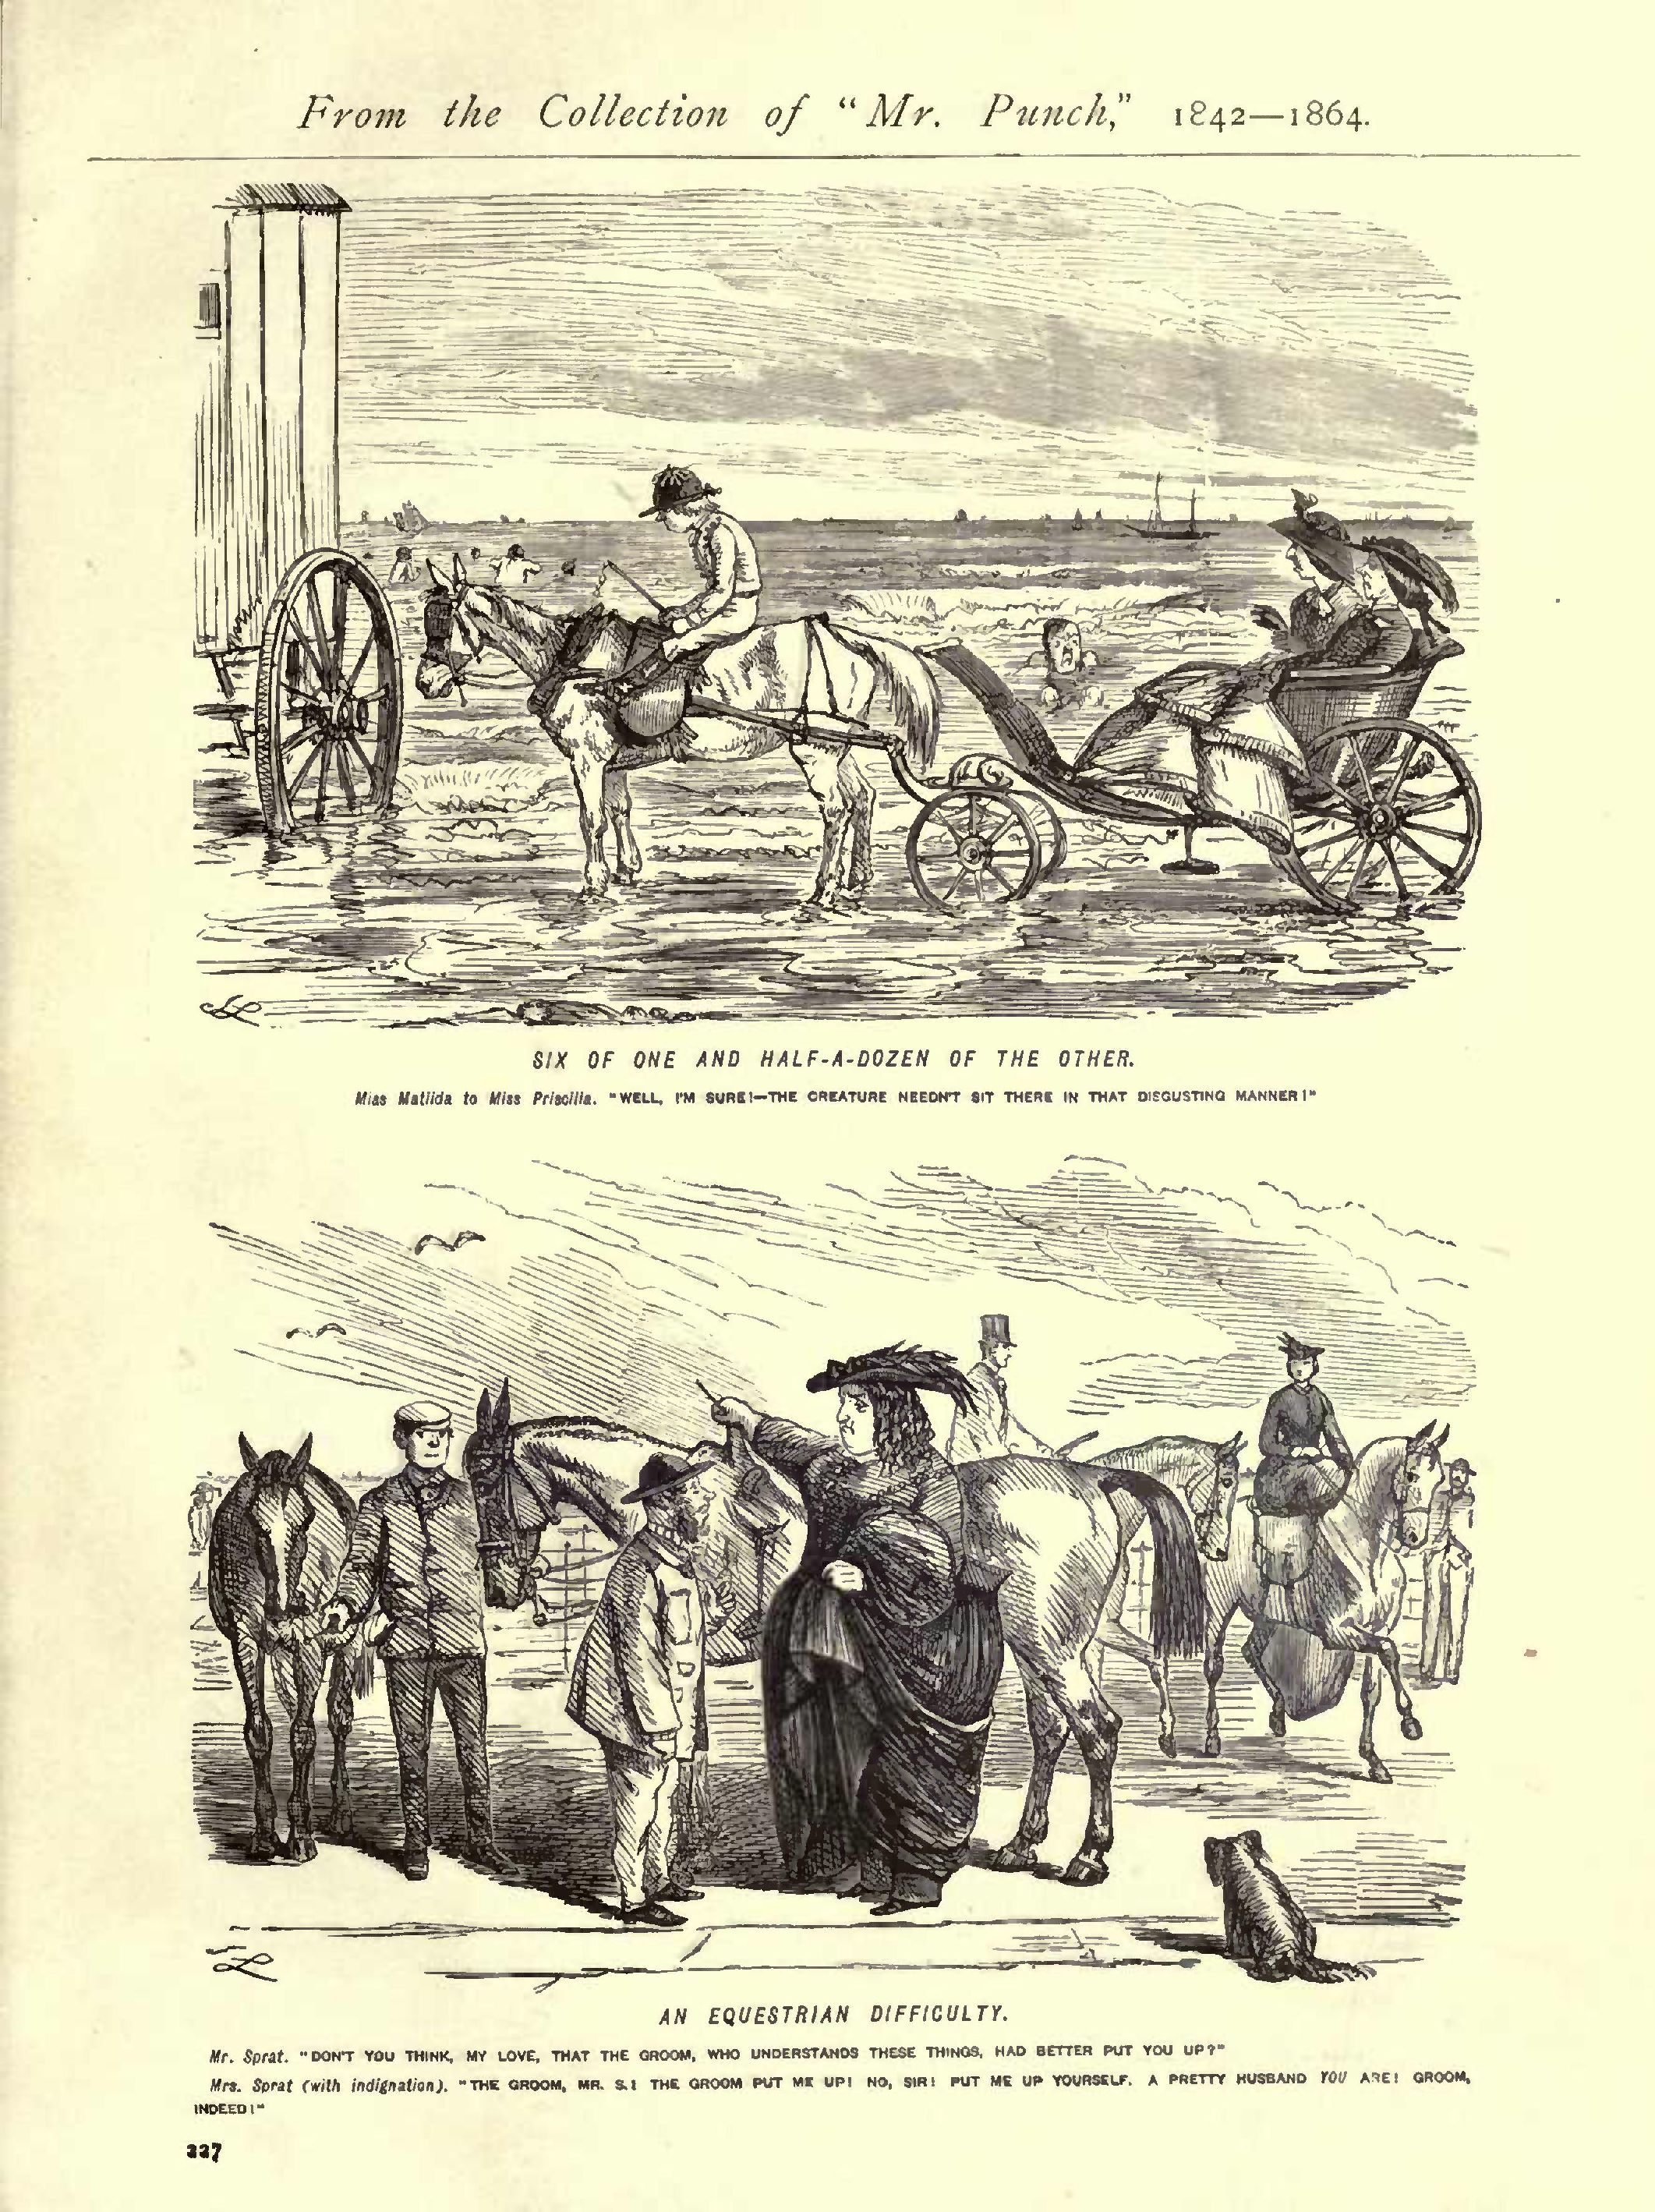 From the Collection of "Mr. Punch," 1842—1864.
SIX OF ONE AND HALF-A-DOZEN OF THE OTHER.
Miss Matilda to Miss Priscilla. "WELL, I'M SURE!—THE CREATURE NEEDN'T SIT THERE IN THAT DISGUSTING MANNER!"
AN EQUESTRIAN DIFFICULTY.
Mr. Sprat. "DON'T YOU THINK, MY LOVE, THAT THE GROOM, WHO UNDERSTANDS THESE THINGS, HAD BETTER PUT YOU UP?"
Mrs. Sprat (with indignation). "THE GROOM, MR. S.! THE GROOM PUT ME UP! NO, SIR! PUT ME UP YOURSELF. A PRETTY HUSBAND YOU ARE! GROOM,
INDEED!"
227